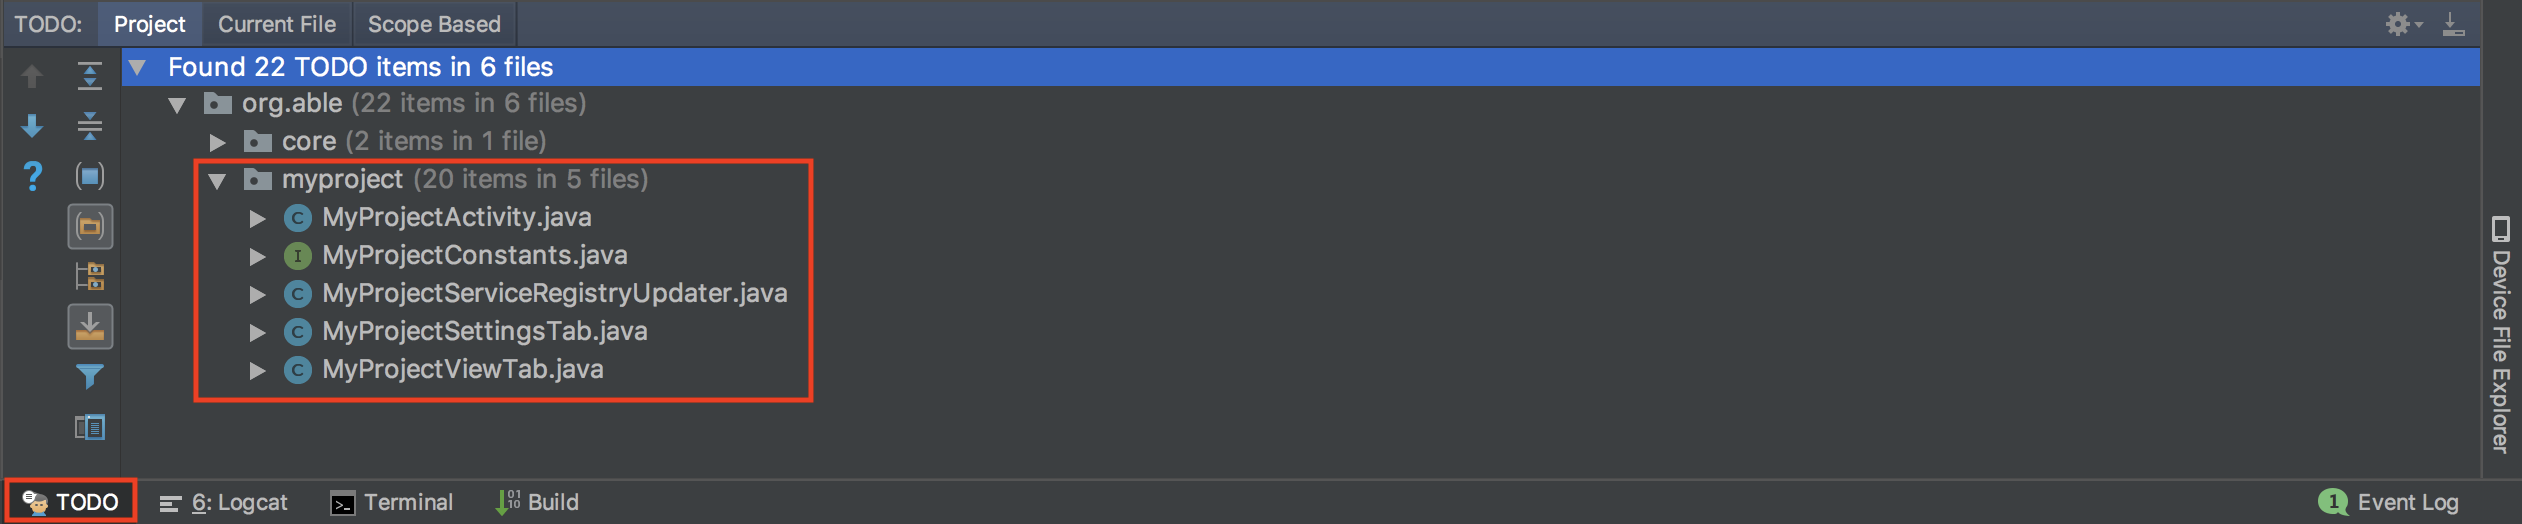 TODO: Project Current File Scope Based
Found 22 TODO items in 6 files
org.able (22 items in 6 files)
core (2 items in 1 file)
myproject (20 items in 5 files)
C MyProjectActivity.java
I MyProjectConstants.java
C MyProjectServiceRegistryUpdater.java
C MyProjectSettingsTab.java
C MyProjectViewTab.java
Device File Explorer
TODO 6: Logcat Terminal Build 1 Event Log